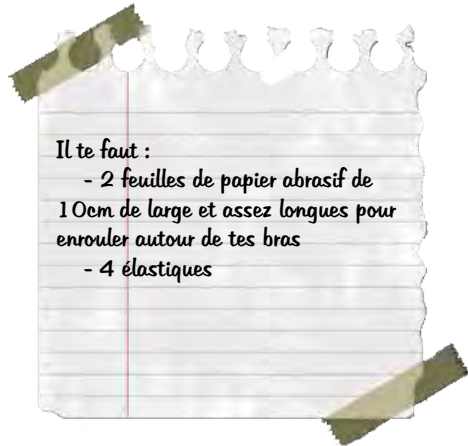 Il te faut :
- 2 feuilles de papier abrasif de
10cm de large et assez longues pour
enrouler autour de tes bras
- 4 élastiques